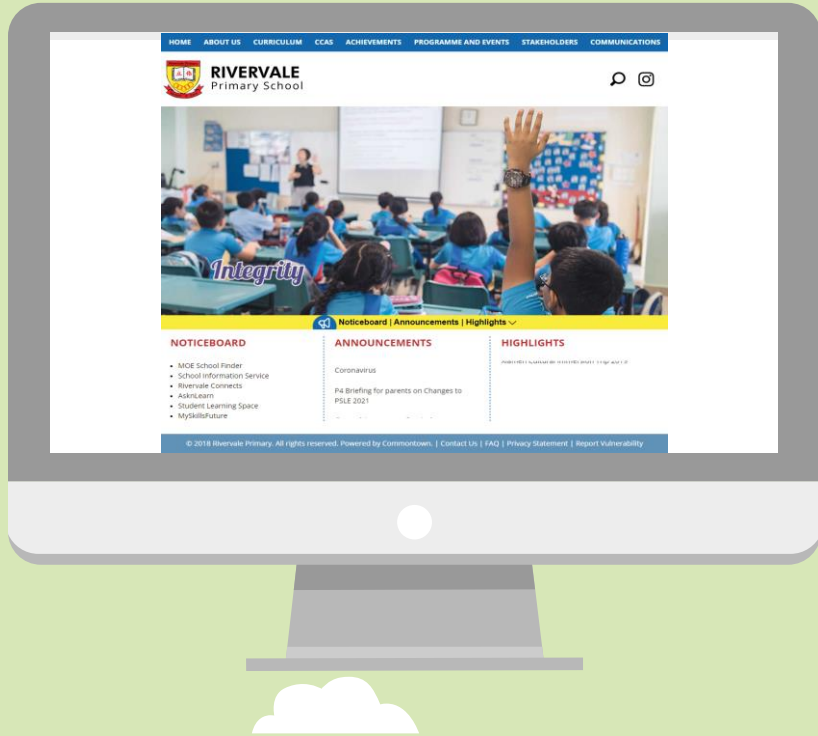 HOME ABOUT US CURRICULUM CCAS ACHIEVEMENTS PROGRAMME AND EVENTS STAKEHOLDERS COMMUNICATIONS
RIVERVALE
Primary School
Integrity
Noticeboard | Announcements | Highlights
NOTICEBOARD
• MOE School Finder
• School Information Service
• Rivervale Connects
• AsknLearn
• Student Learning Space
• MySkillsFuture
ANNOUNCEMENTS
Coronavirus
P4 Briefing for parents on Changes to
PSLE 2021
HIGHLIGHTS
© 2018 Rivervale Primary. All rights reserved. Powered by Commontown. | Contact Us | FAQ | Privacy Statement | Report Vulnerability